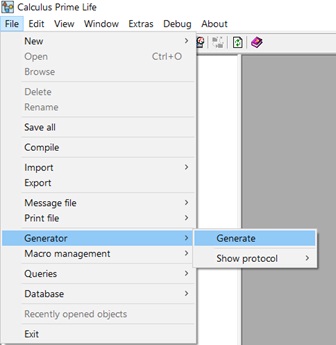 Calculus Prime Life
File Edit View Window Extras Debug About
New
Open Ctrl+O
Browse
Delete
Rename
Save all
Compile
Import
Export
Message file
Print file
Generator Generate
Macro management Show protocol
Queries
Database
Recently opened objects
Exit